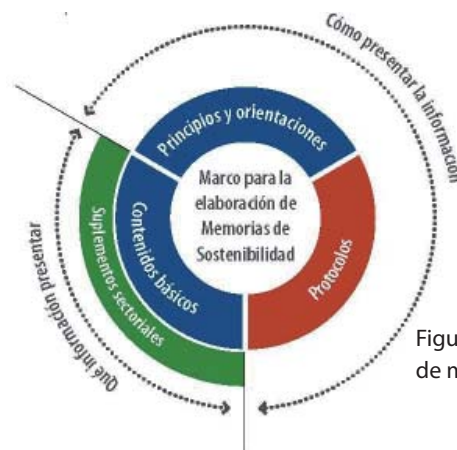 Cómo presentar la información
Principios y orientaciones
Marco para la
elaboración de
Memorias de
Sostenibilidad
Contenidos básicos
Protocolos
Suplementos sectoriales
Qué información presentar
de